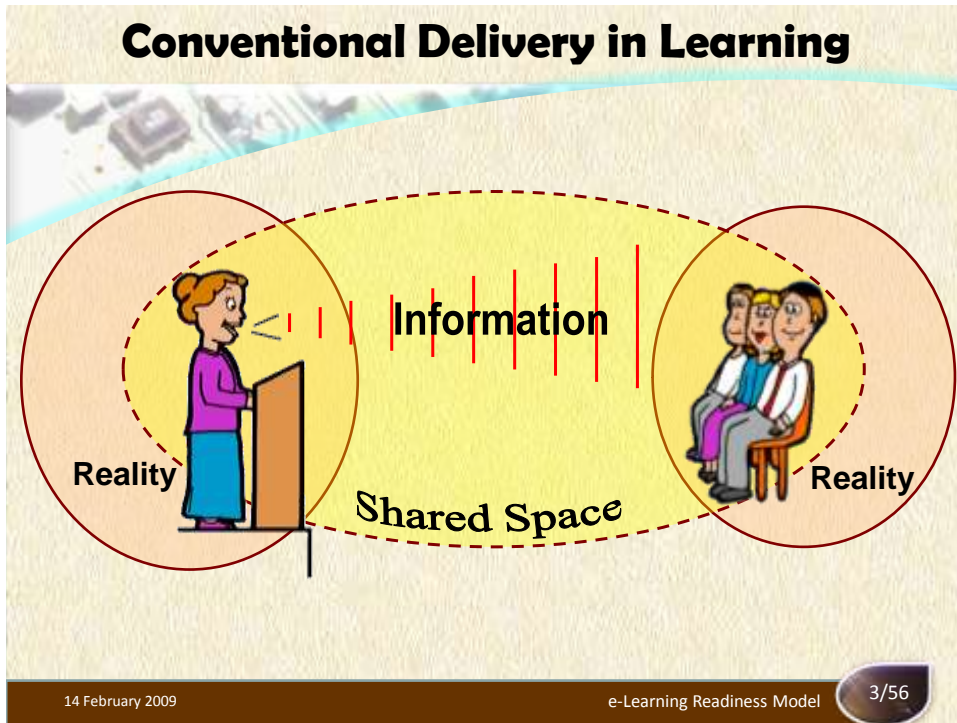 Conventional Delivery in Learning
Information
Reality
Reality
Shared Space
14 February 2009
e-Learning Readiness Model
3/56